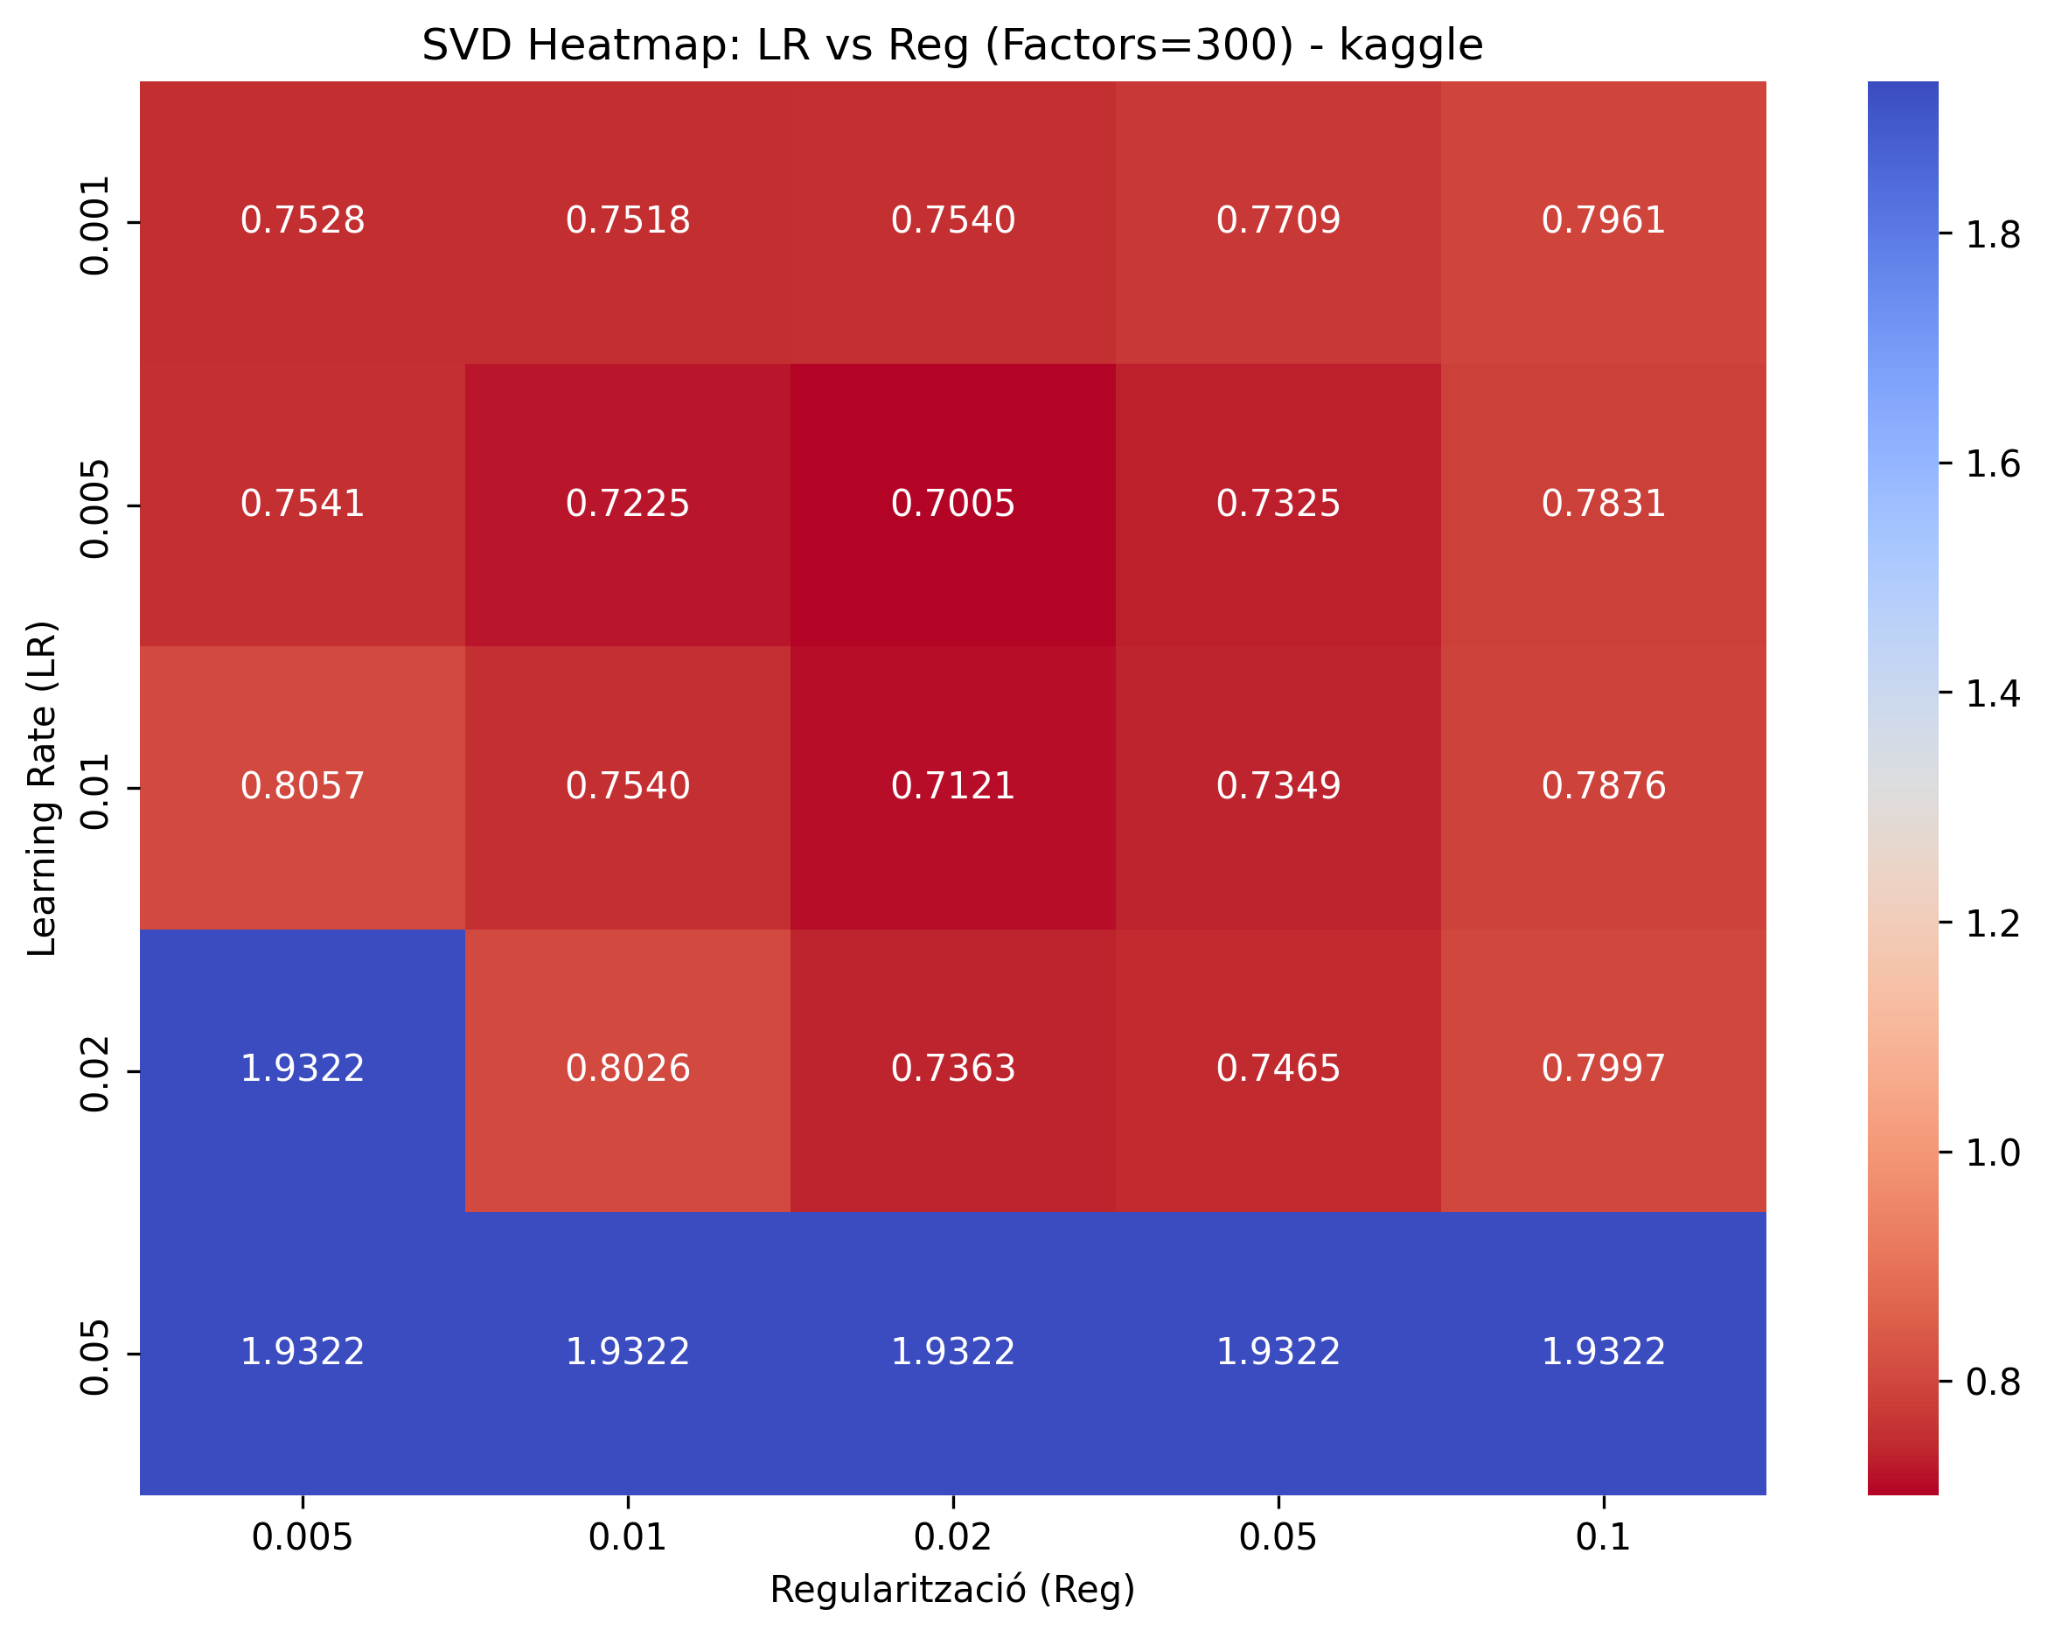 SVD Heatmap: LR vs Reg (Factors=300) - kaggle
Learning Rate (LR)
0.001 0.7528 0.7518 0.7540 0.7709 0.7961
0.005 0.7541 0.7225 0.7005 0.7325 0.7831
0.01 0.8057 0.7540 0.7121 0.7349 0.7876
0.02 1.9322 0.8026 0.7363 0.7465 0.7997
0.05 1.9322 1.9322 1.9322 1.9322 1.9322
0.005 0.01 0.02 0.05 0.1
Regularització (Reg)
1.8
1.6
1.4
1.2
1.0
0.8